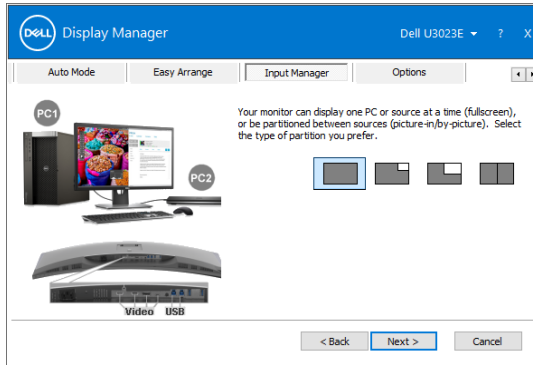 DELL Display Manager
Dell U3023E ? X
Auto Mode Easy Arrange Input Manager Options
PC1
PC2
Your monitor can display one PC or source at a time (fullscreen),
or be partitioned between sources (picture-in/by-picture). Select
the type of partition you prefer.
Video USB
< Back Next > Cancel